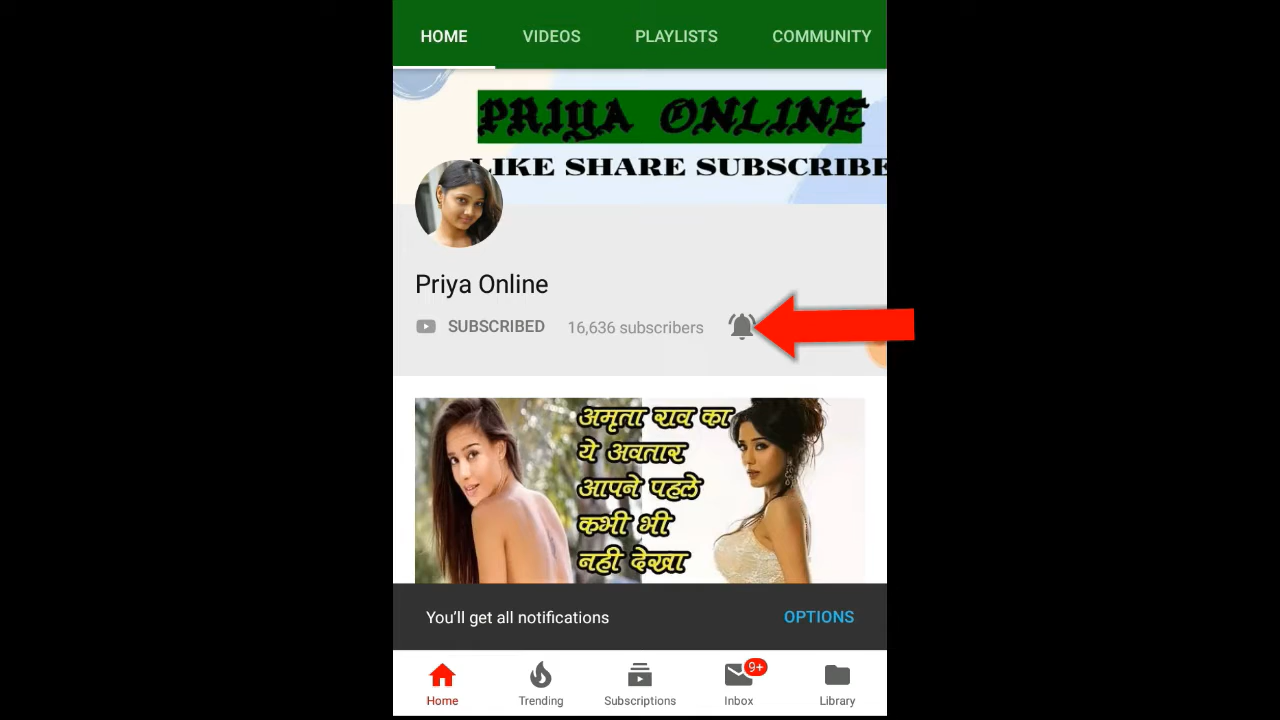 HOME VIDEOS PLAYLISTS COMMUNITY
PRIYA ONLINE
LIKE SHARE SUBSCRIBE
Priya Online
SUBSCRIBED 16,636 subscribers
अमृता राव का
ये अवतार
आपने पहले
कभी भी
नही देखा
You'll get all notifications OPTIONS
9+
Home Trending Subscriptions Inbox Library